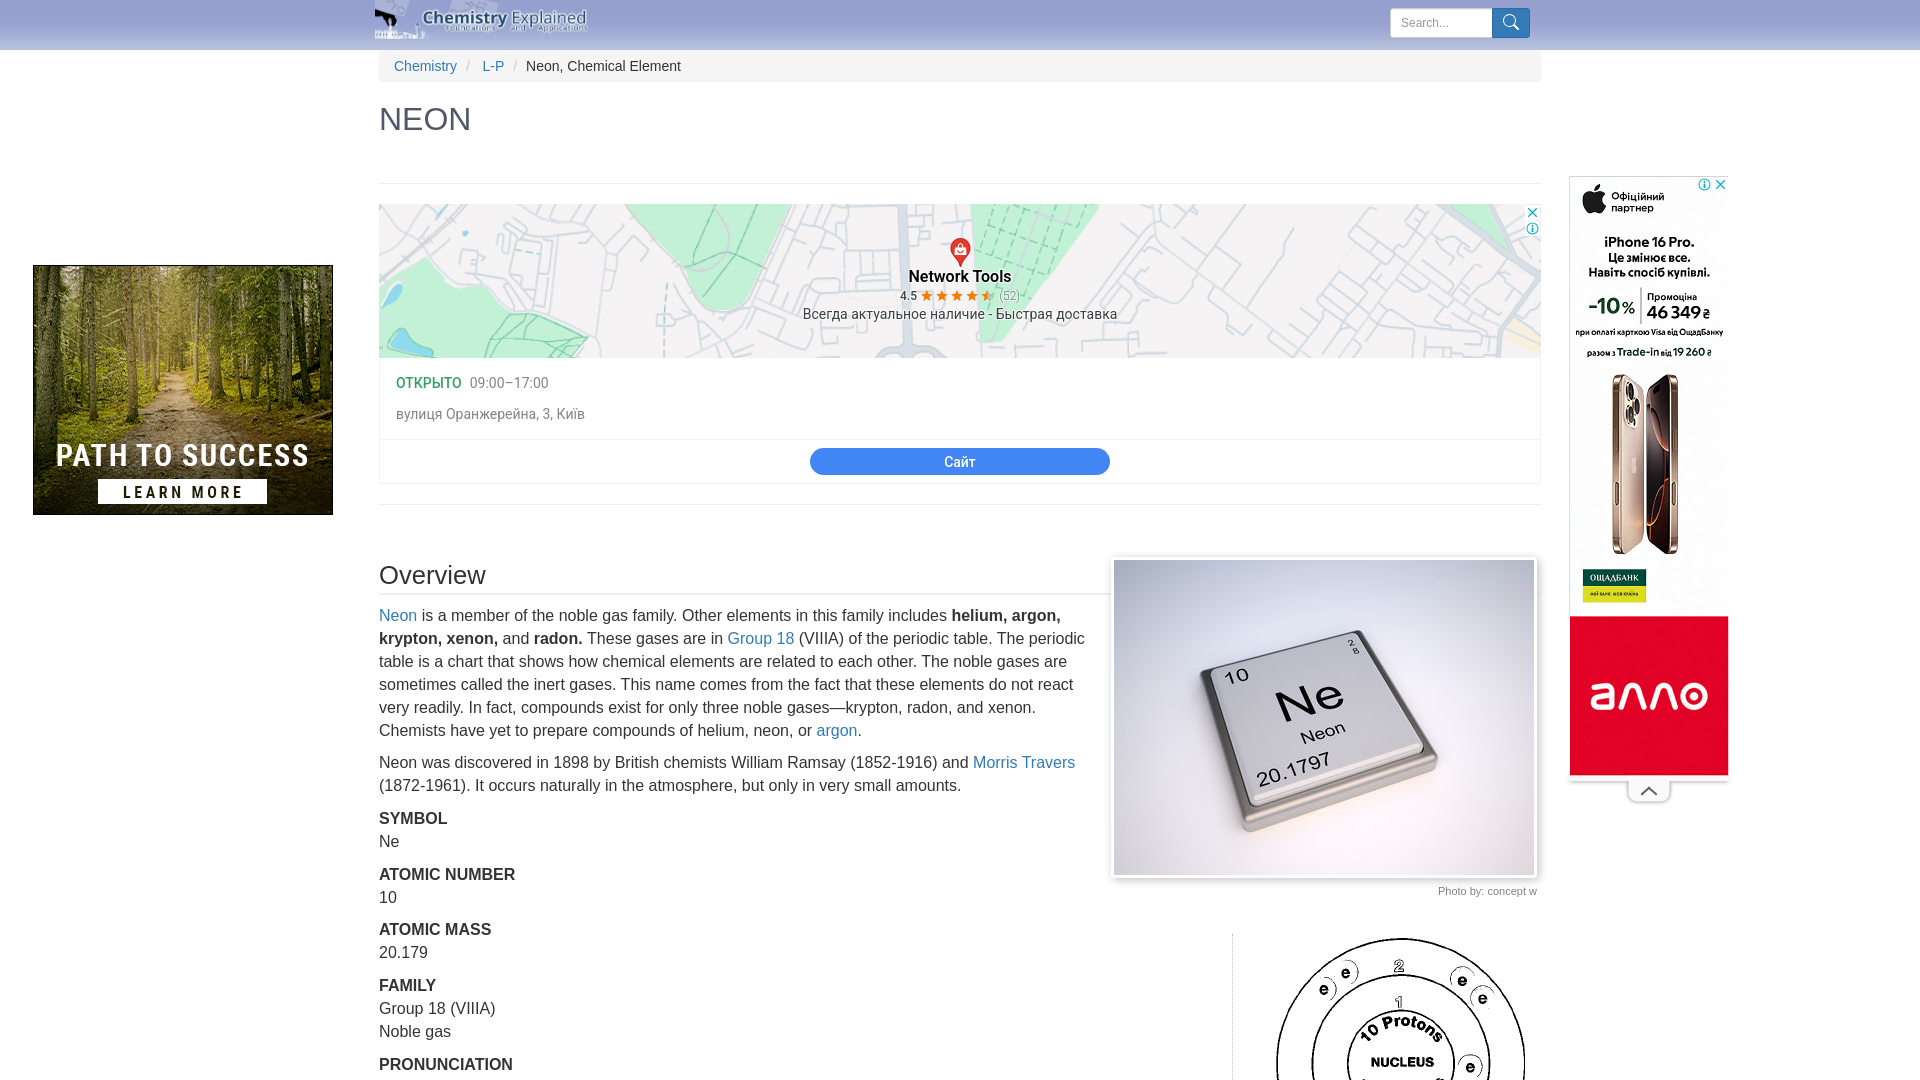 Chemistry Explained
Foundations and Applications
Search...
Chemistry / L-P / Neon, Chemical Element
NEON
Network Tools
4.5 (52)
Всегда актуальное наличие - Быстрая доставка
ОТКРЫТО 09:00–17:00
вулиця Оранжерейна, 3, Київ
Сайт
PATH TO SUCCESS
LEARN MORE
Офіційний
партнер
iPhone 16 Pro.
Це змінює все.
Навіть спосіб купівлі.
-10%
Промоціна
46 349 ₴
при оплаті карткою Visa від ОщадБанку
разом з Trade-in від 19 260 ₴
ОЩАДБАНК
МІЙ БАНК. МОЯ КРАЇНА
алло
Overview
Neon is a member of the noble gas family. Other elements in this family includes helium, argon,
krypton, xenon, and radon. These gases are in Group 18 (VIIIA) of the periodic table. The periodic
table is a chart that shows how chemical elements are related to each other. The noble gases are
sometimes called the inert gases. This name comes from the fact that these elements do not react
very readily. In fact, compounds exist for only three noble gases—krypton, radon, and xenon.
Chemists have yet to prepare compounds of helium, neon, or argon.
Neon was discovered in 1898 by British chemists William Ramsay (1852-1916) and Morris Travers
(1872-1961). It occurs naturally in the atmosphere, but only in very small amounts.
SYMBOL
Ne
ATOMIC NUMBER
10
ATOMIC MASS
20.179
FAMILY
Group 18 (VIIIA)
Noble gas
PRONUNCIATION
2
8
10
Ne
Neon
20.1797
Photo by: concept w
2
e e e e
1
10 Protons
NUCLEUS
e